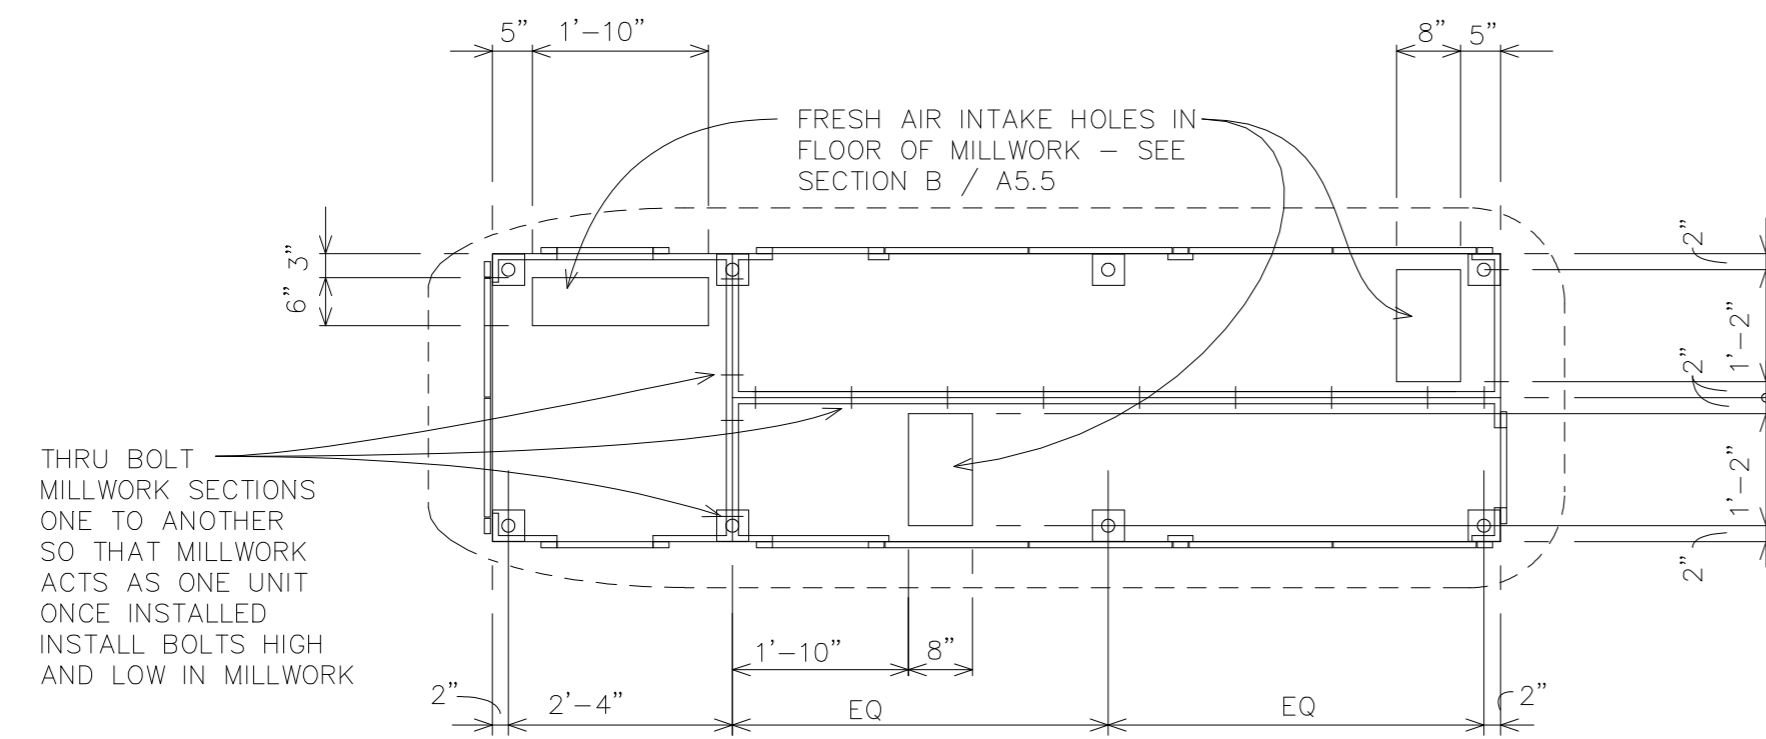 5" 1'-10" 8" 5"
FRESH AIR INTAKE HOLES IN
FLOOR OF MILLWORK – SEE
SECTION B / A5.5
3"
6"
2"
1'-2"
2"
1'-2"
2"
THRU BOLT
MILLWORK SECTIONS
ONE TO ANOTHER
SO THAT MILLWORK
ACTS AS ONE UNIT
ONCE INSTALLED
INSTALL BOLTS HIGH
AND LOW IN MILLWORK
1'-10" 8"
2" 2'-4" EQ EQ 2"